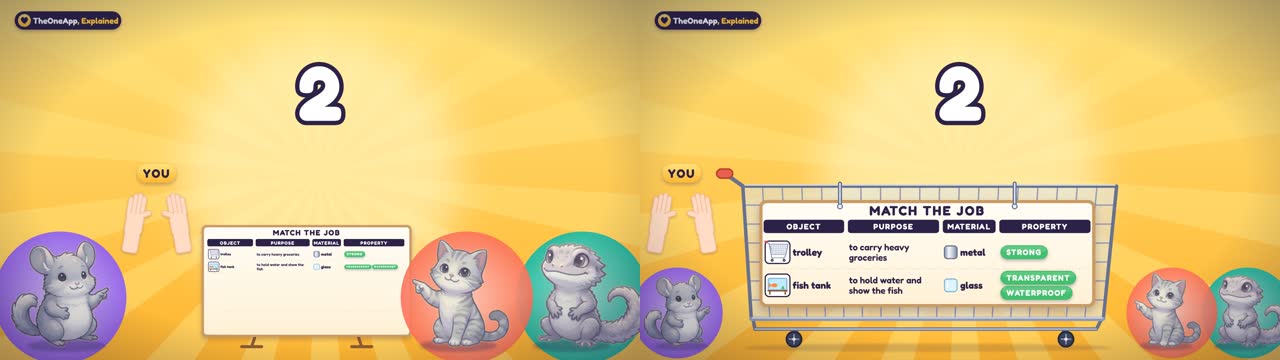 TheOneApp, Explained
2
YOU
MATCH THE JOB
OBJECT PURPOSE MATERIAL PROPERTY
trolley to carry heavy groceries metal STRONG
fish tank to hold water and show the fish glass TRANSPARENT WATERPROOF
TheOneApp, Explained
2
YOU
MATCH THE JOB
OBJECT PURPOSE MATERIAL PROPERTY
trolley to carry heavy
groceries metal STRONG
fish tank to hold water and
show the fish glass TRANSPARENT
WATERPROOF